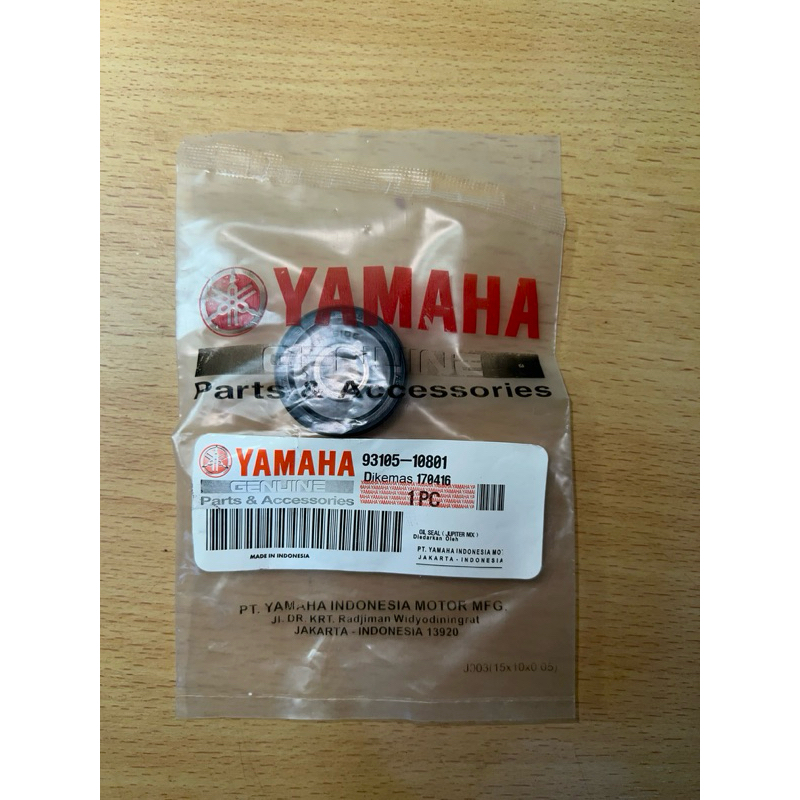 YAMAHA
GENUINE
Parts & Accessories
YAMAHA 93105-10801
GENUINE Dikemas 170416
Parts & Accessories 1 PC
OIL SEAL ( JUPITER MX )
Diedarkan Oleh
PT. YAMAHA INDONESIA MOT
JAKARTA - INDONESIA
MADE IN INDONESIA
PT. YAMAHA INDONESIA MOTOR MFG.
Jl. DR. KRT. Radjiman Widyodiningrat
JAKARTA - INDONESIA 13920